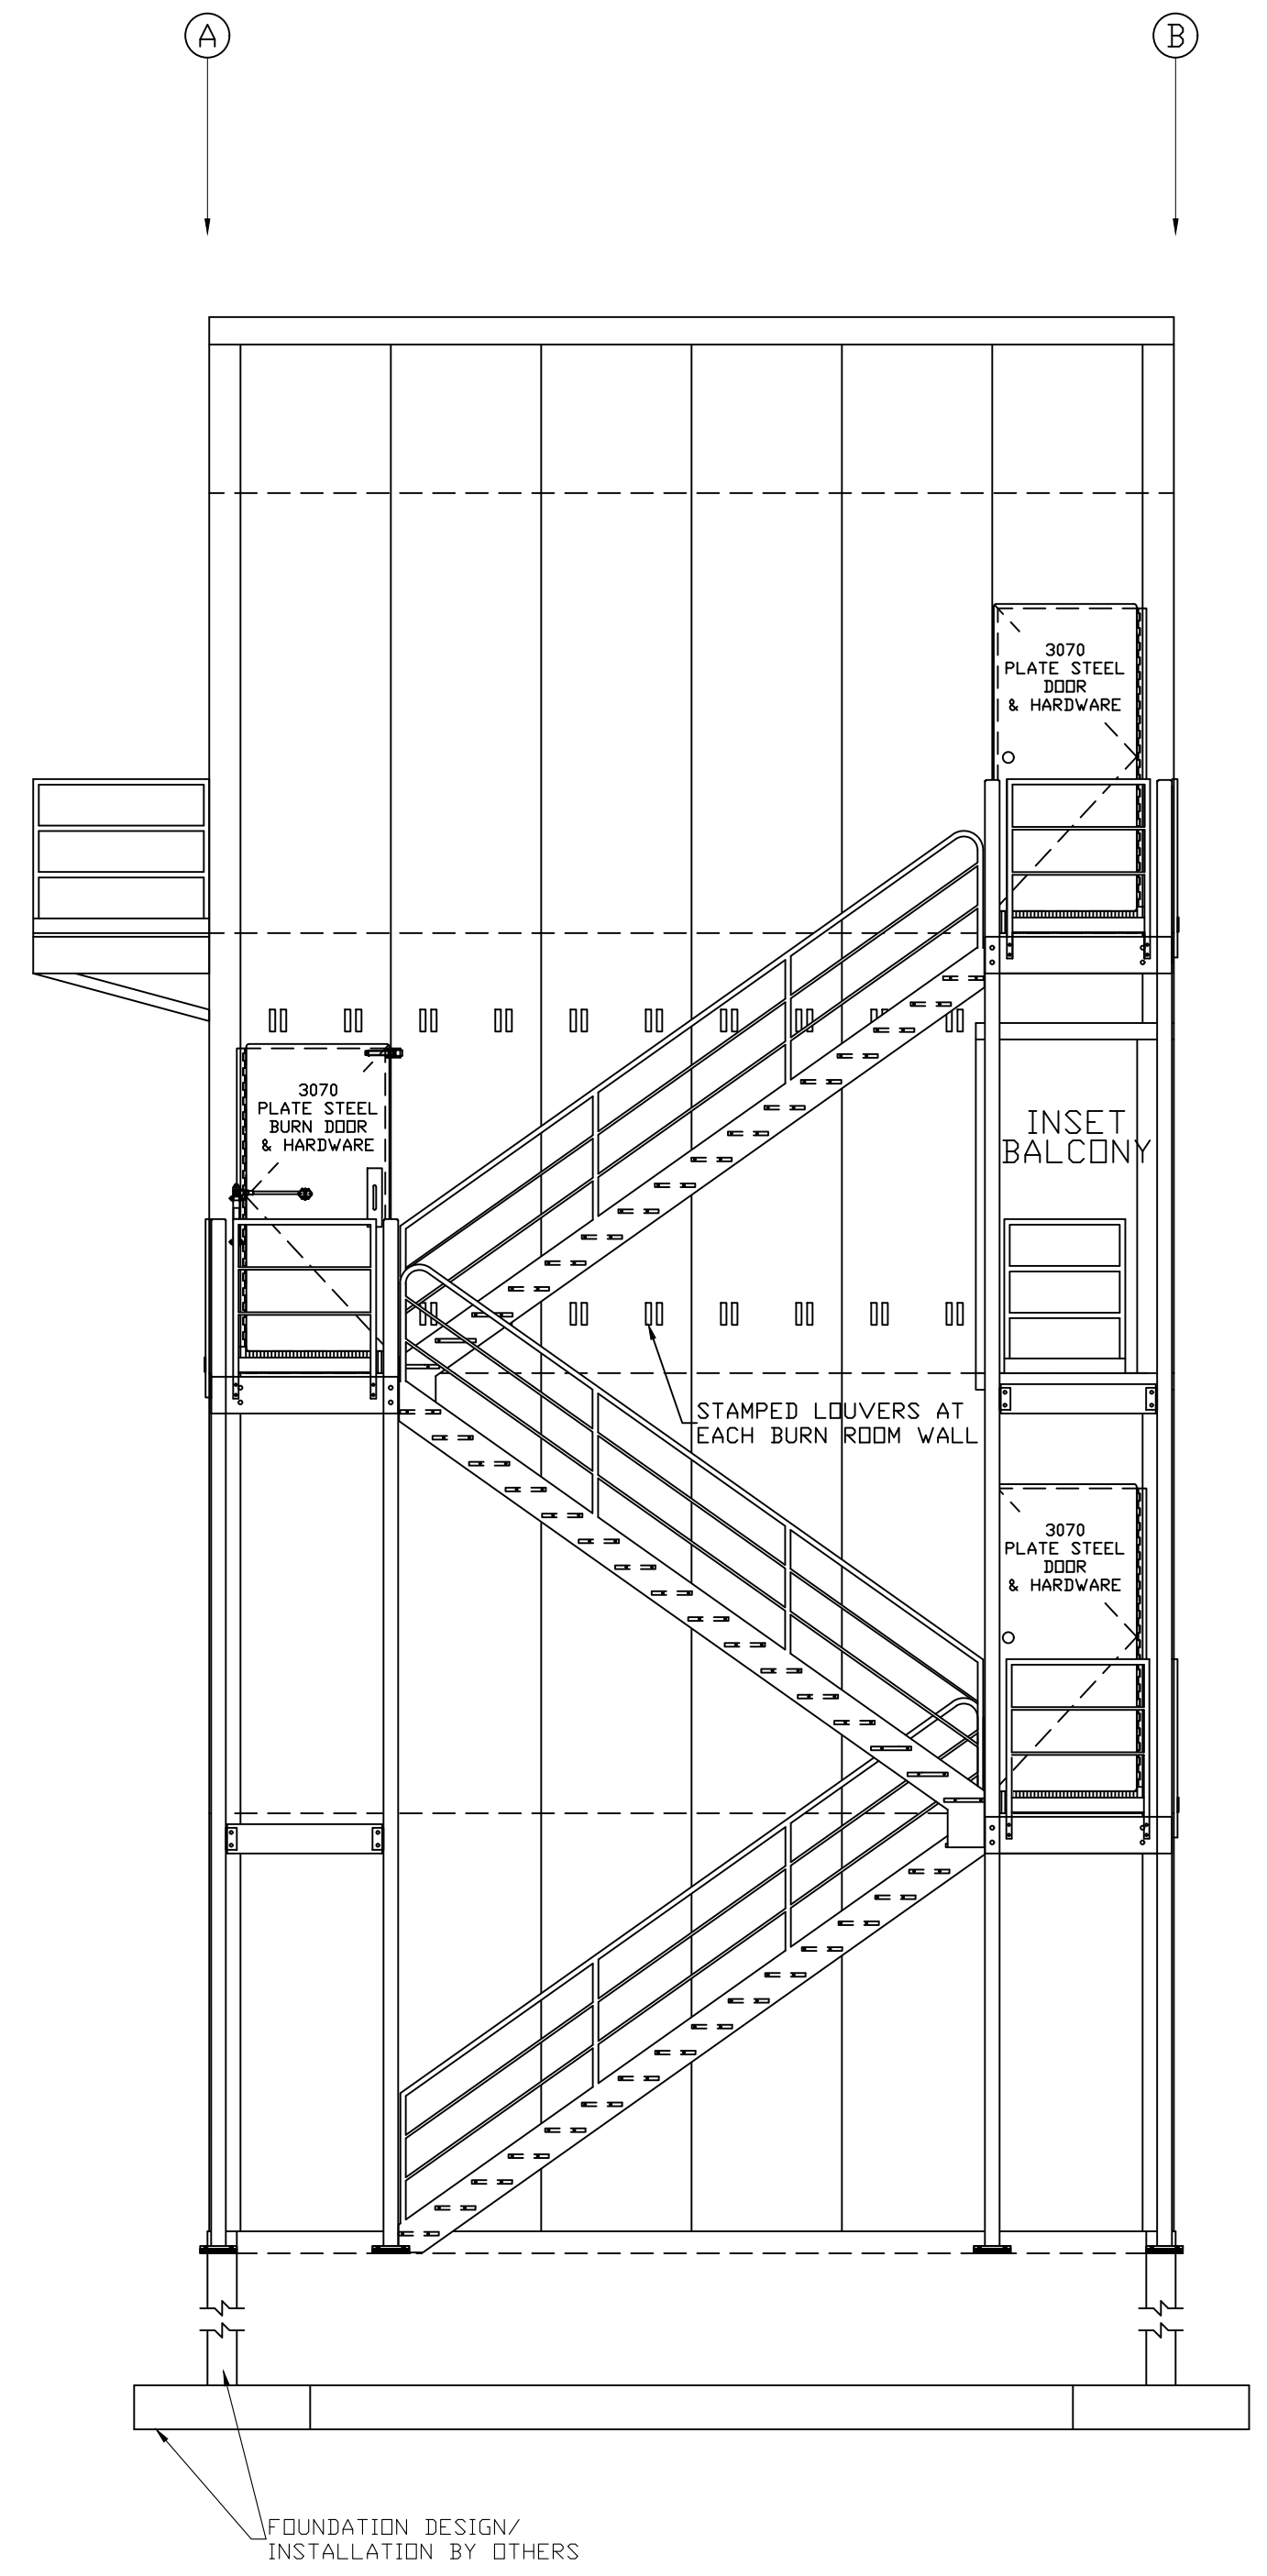 A
B
3070
PLATE STEEL
DOOR
& HARDWARE
3070
PLATE STEEL
BURN DOOR
& HARDWARE
INSET
BALCONY
STAMPED LOUVERS AT
EACH BURN ROOM WALL
3070
PLATE STEEL
DOOR
& HARDWARE
FOUNDATION DESIGN/
INSTALLATION BY OTHERS